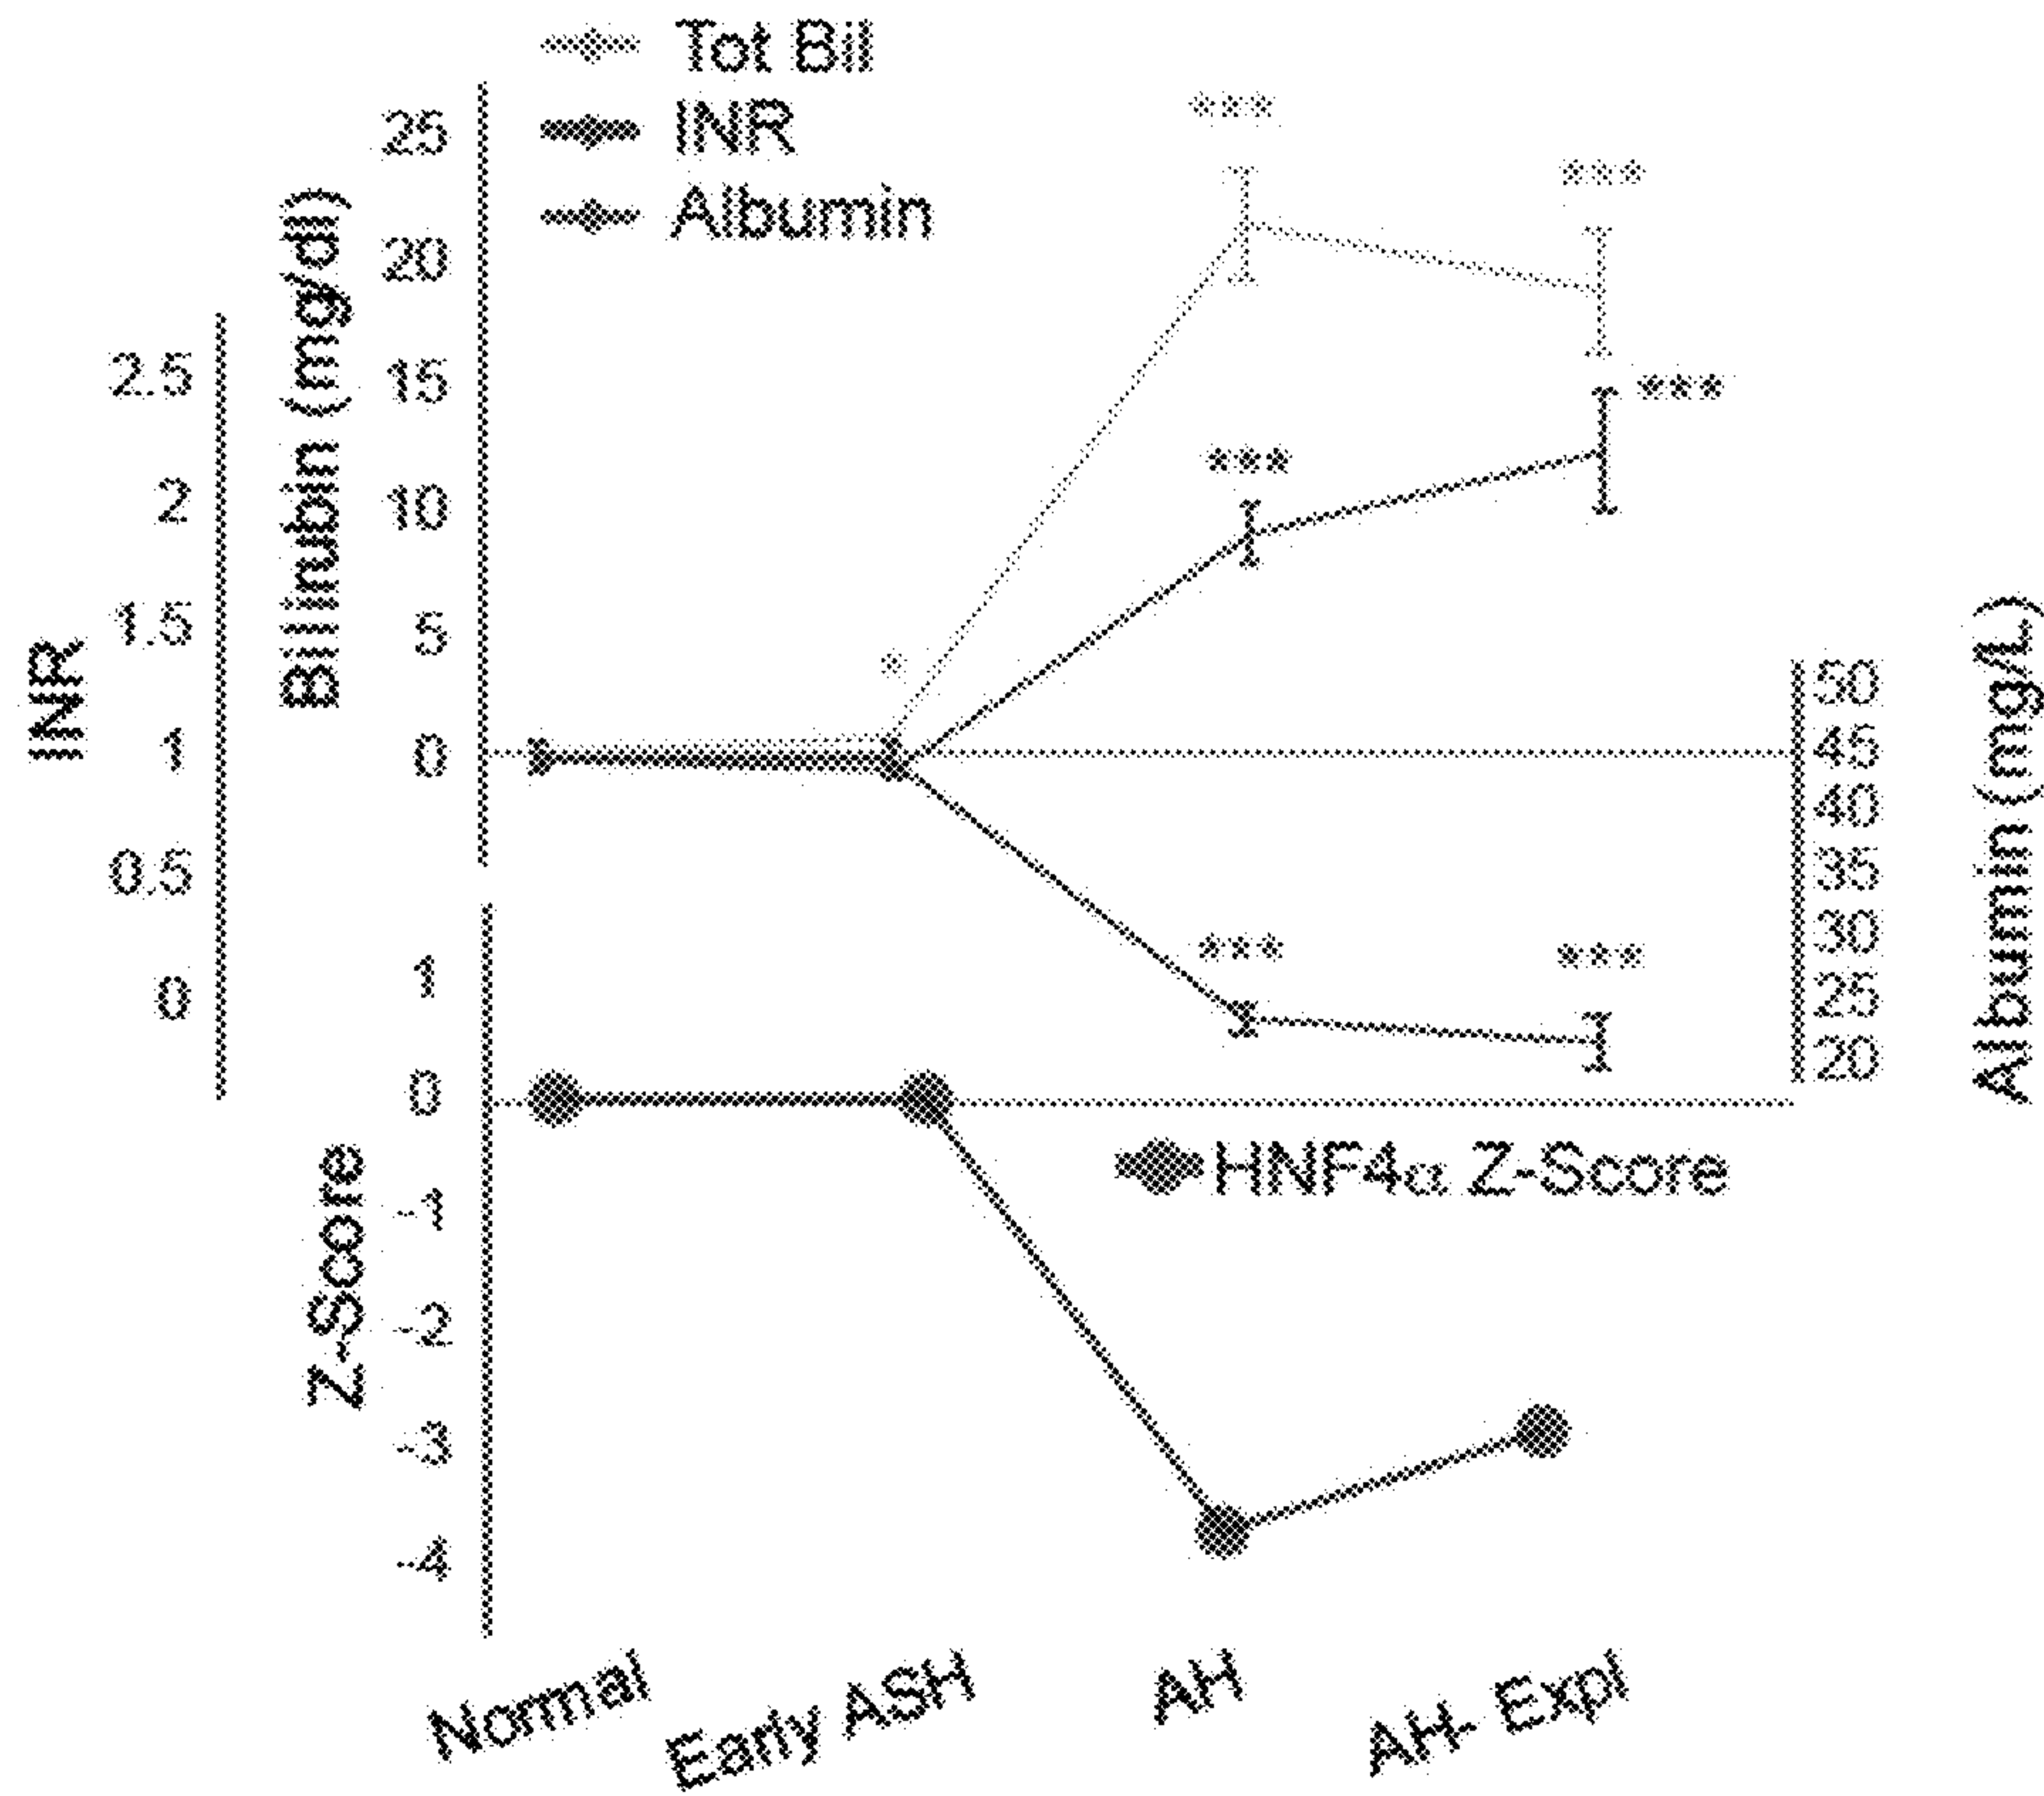 Tot Bil
INR
Albumin
25
20
15
10
5
0
Bilirubin (mg/dl)
2.5
2
1.5
1
0.5
0
INR
***
***
***
***
*
***
***
50
45
40
35
30
25
20
Albumin (mg/L)
1
0
-1
-2
-3
-4
Z-Score
HNF4α Z-Score
Normal
Early ASH
AH
AH- Expl